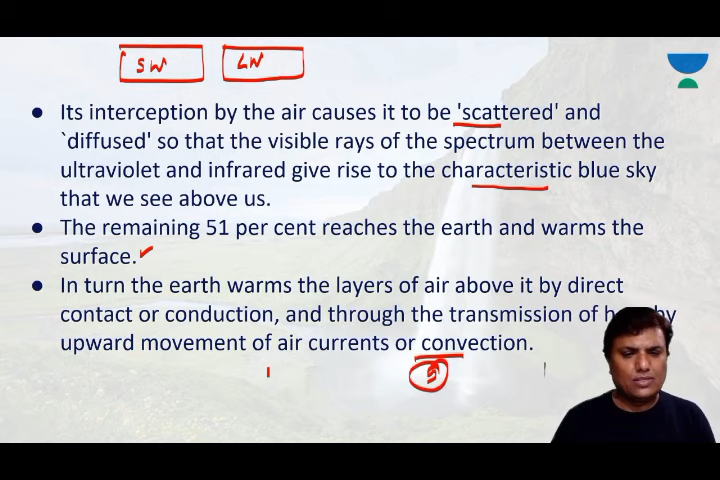 SW LW
Its interception by the air causes it to be 'scattered' and
`diffused' so that the visible rays of the spectrum between the
ultraviolet and infrared give rise to the characteristic blue sky
that we see above us.
The remaining 51 per cent reaches the earth and warms the
surface.
In turn the earth warms the layers of air above it by direct
contact or conduction, and through the transmission of
upward movement of air currents or convection.